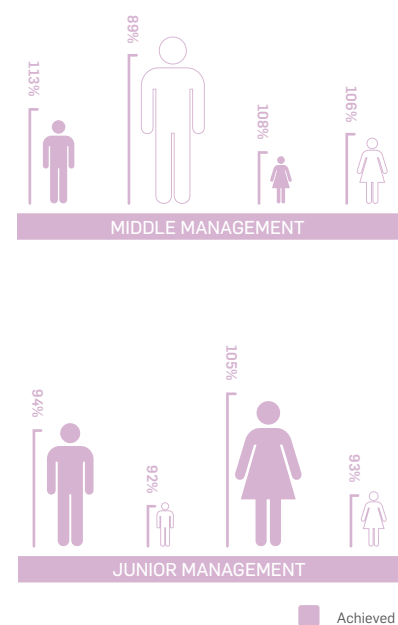 113%
89%
108%
106%
MIDDLE MANAGEMENT
94%
92%
105%
93%
JUNIOR MANAGEMENT
Achieved